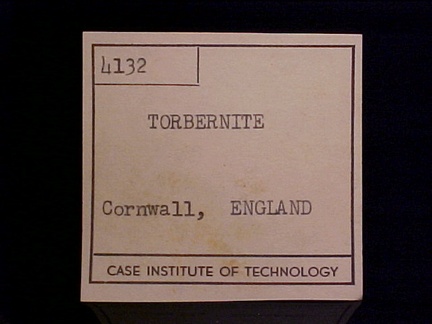 4132
TORBERNITE
Cornwall, ENGLAND
CASE INSTITUTE OF TECHNOLOGY